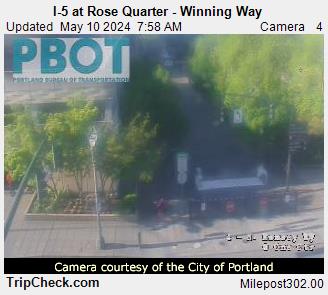 I-5 at Rose Quarter - Winning Way
Updated May 10 2024 7:58 AM Camera 4
PBOT
PORTLAND BUREAU OF TRANSPORTATION
Camera courtesy of the City of Portland
TripCheck.com Milepost302.00